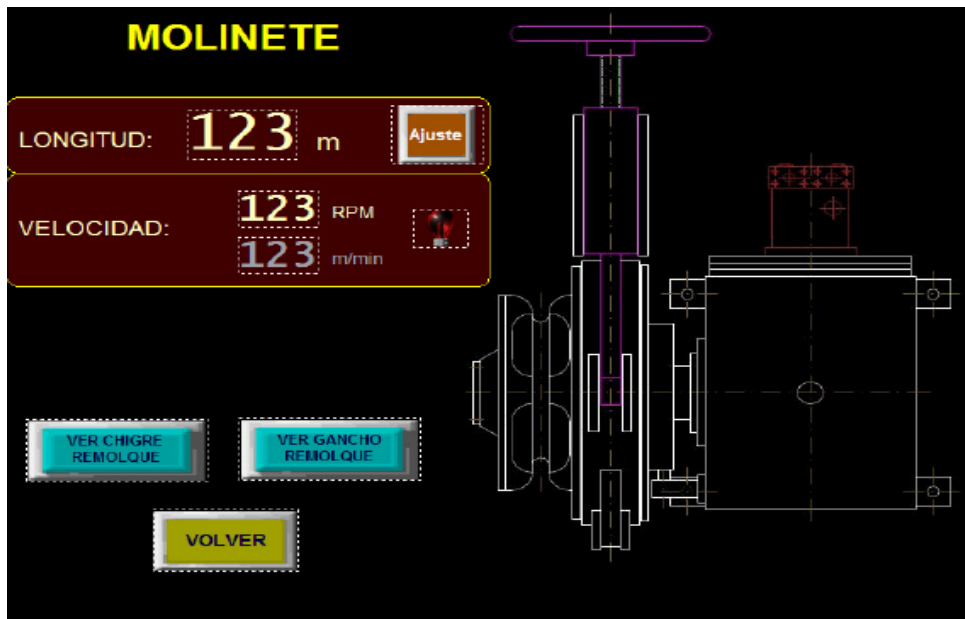 MOLINETE
LONGITUD: 123 m Ajuste
VELOCIDAD: 123 RPM
123 m/min
VER CHIGRE
REMOLQUE
VER GANCHO
REMOLQUE
VOLVER